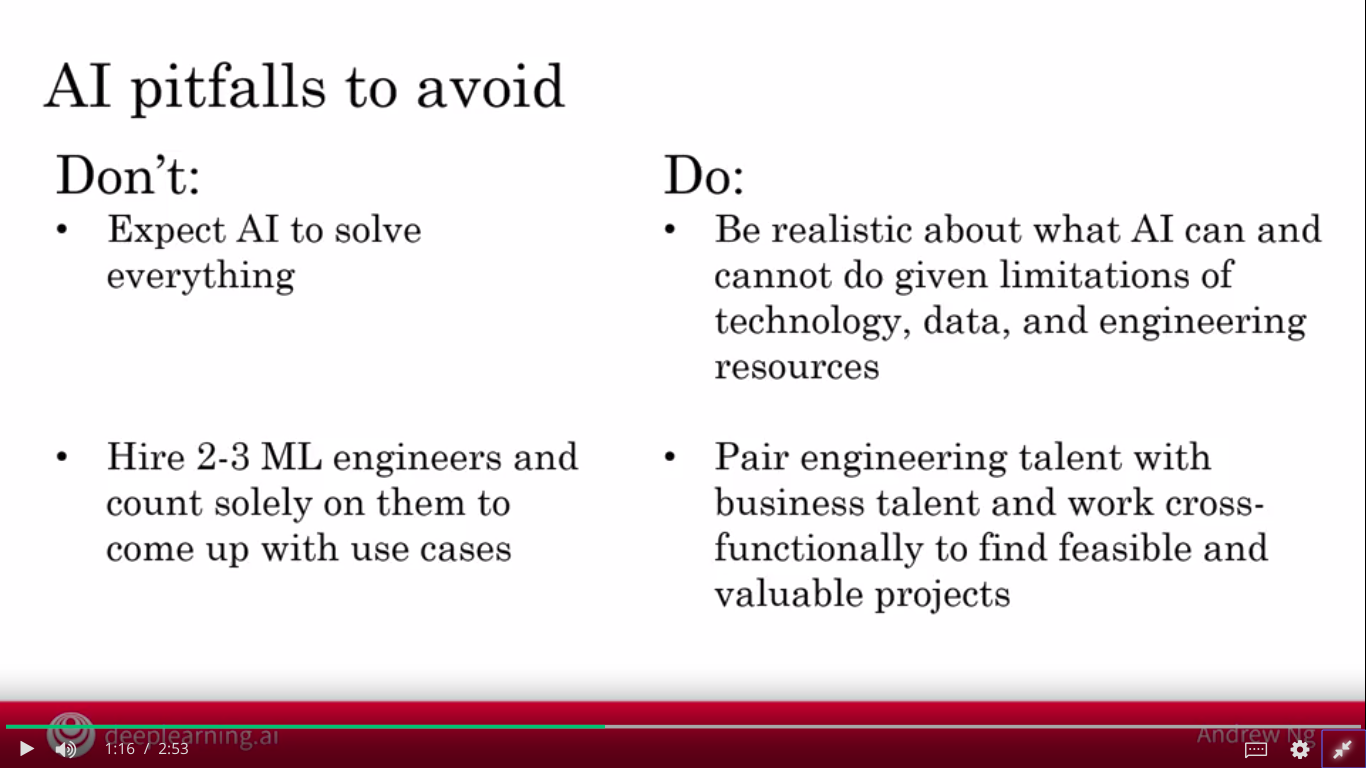 AI pitfalls to avoid
Don’t:
• Expect AI to solve
everything
• Hire 2-3 ML engineers and
count solely on them to
come up with use cases
Do:
• Be realistic about what AI can and
cannot do given limitations of
technology, data, and engineering
resources
• Pair engineering talent with
business talent and work cross-
functionally to find feasible and
valuable projects
deeplearning.ai
Andrew Ng
1:16 / 2:53